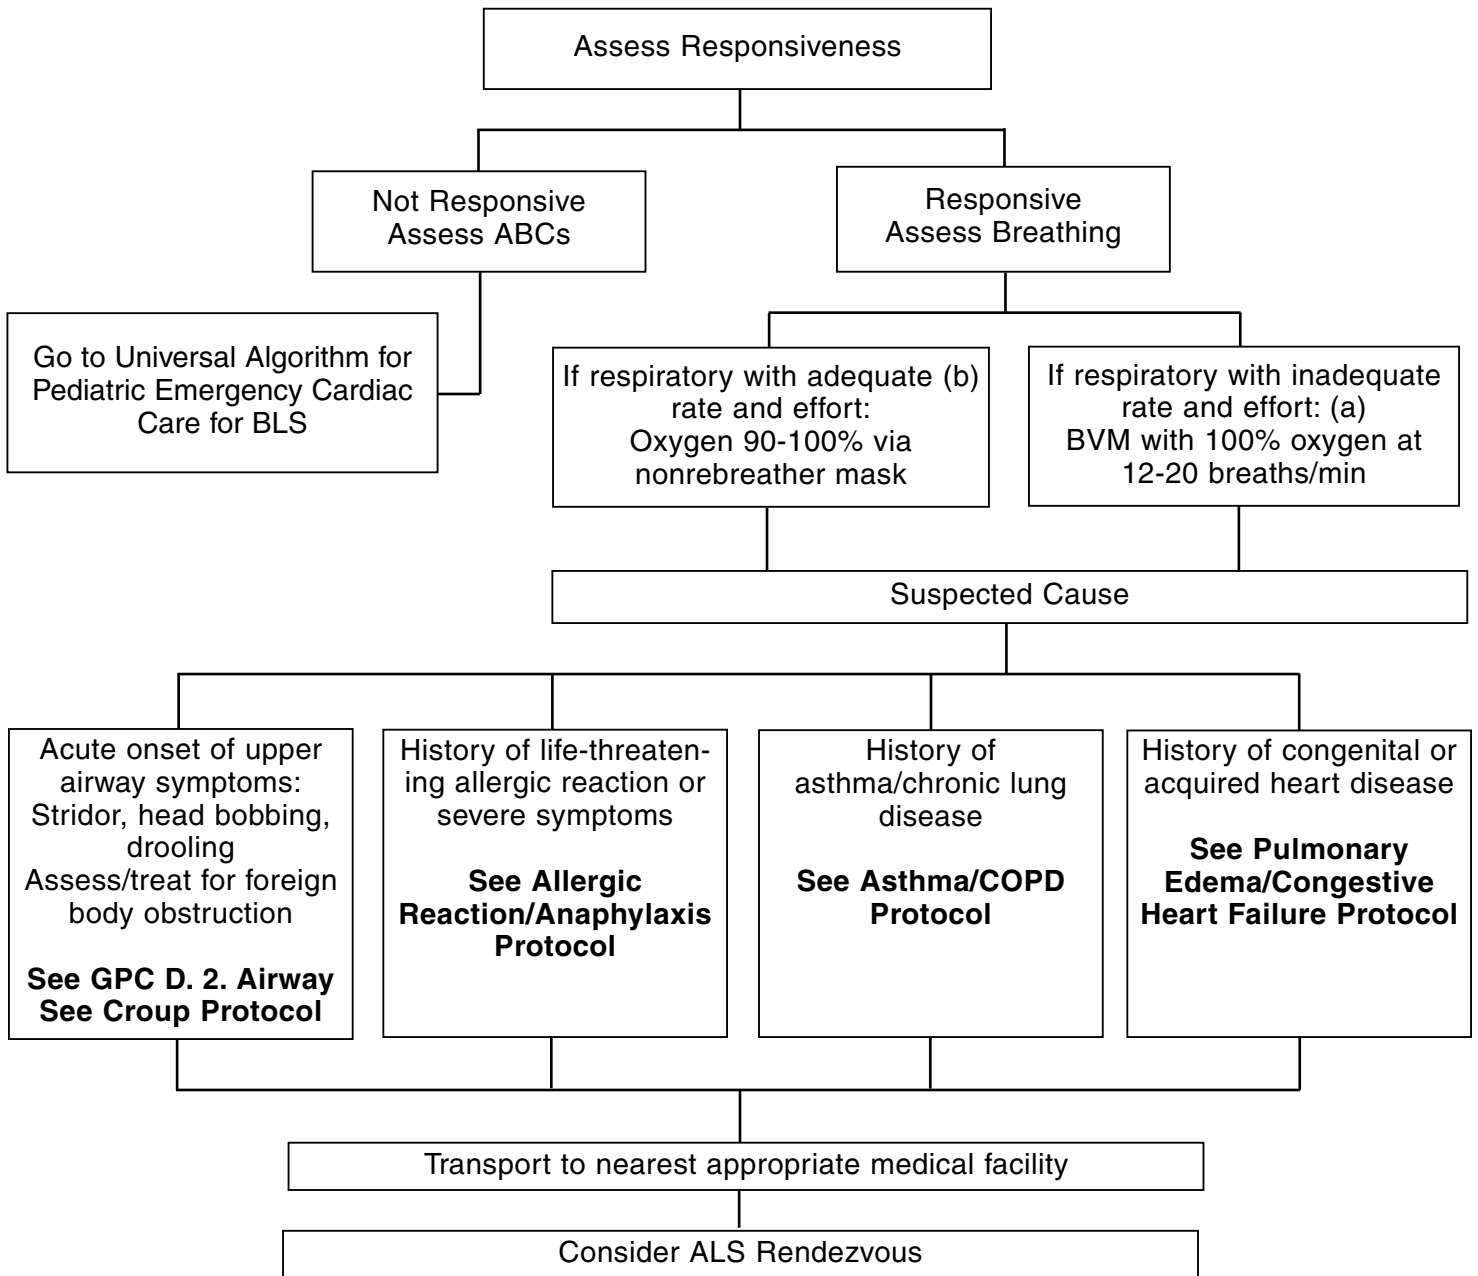 Assess Responsiveness
Not Responsive
Assess ABCs
Responsive
Assess Breathing
Go to Universal Algorithm for
Pediatric Emergency Cardiac
Care for BLS
If respiratory with adequate (b)
rate and effort:
Oxygen 90-100% via
nonrebreather mask
If respiratory with inadequate
rate and effort: (a)
BVM with 100% oxygen at
12-20 breaths/min
Suspected Cause
Acute onset of upper
airway symptoms:
Stridor, head bobbing,
drooling
Assess/treat for foreign
body obstruction
See GPC D. 2. Airway
See Croup Protocol
History of life-threaten-
ing allergic reaction or
severe symptoms
See Allergic
Reaction/Anaphylaxis
Protocol
History of
asthma/chronic lung
disease
See Asthma/COPD
Protocol
History of congenital or
acquired heart disease
See Pulmonary
Edema/Congestive
Heart Failure Protocol
Transport to nearest appropriate medical facility
Consider ALS Rendezvous